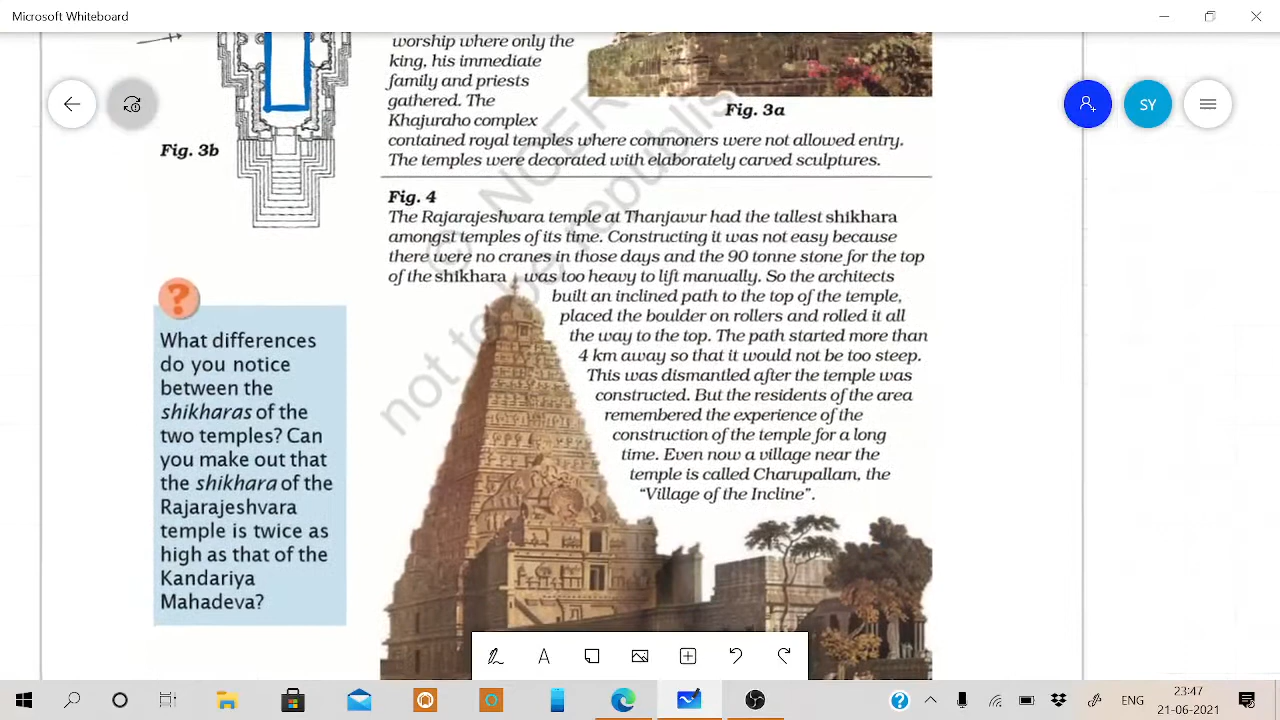 Microsoft Whiteboard
worship where only the
king, his immediate
family and priests
gathered. The
Khajuraho complex
contained royal temples where commoners were not allowed entry.
The temples were decorated with elaborately carved sculptures.
Fig. 3a
Fig. 3b
SY
Fig. 4
The Rajarajeshvara temple at Thanjavur had the tallest shikhara
amongst temples of its time. Constructing it was not easy because
there were no cranes in those days and the 90 tonne stone for the top
of the shikhara was too heavy to lift manually. So the architects
built an inclined path to the top of the temple,
placed the boulder on rollers and rolled it all
the way to the top. The path started more than
4 km away so that it would not be too steep.
This was dismantled after the temple was
constructed. But the residents of the area
remembered the experience of the
construction of the temple for a long
time. Even now a village near the
temple is called Charupallam, the
“Village of the Incline”.
?
What differences
do you notice
between the
shikharas of the
two temples? Can
you make out that
the shikhara of the
Rajarajeshvara
temple is twice as
high as that of the
Kandariya
Mahadeva?
© NCER
not to be republis
23:01
21-06-2021